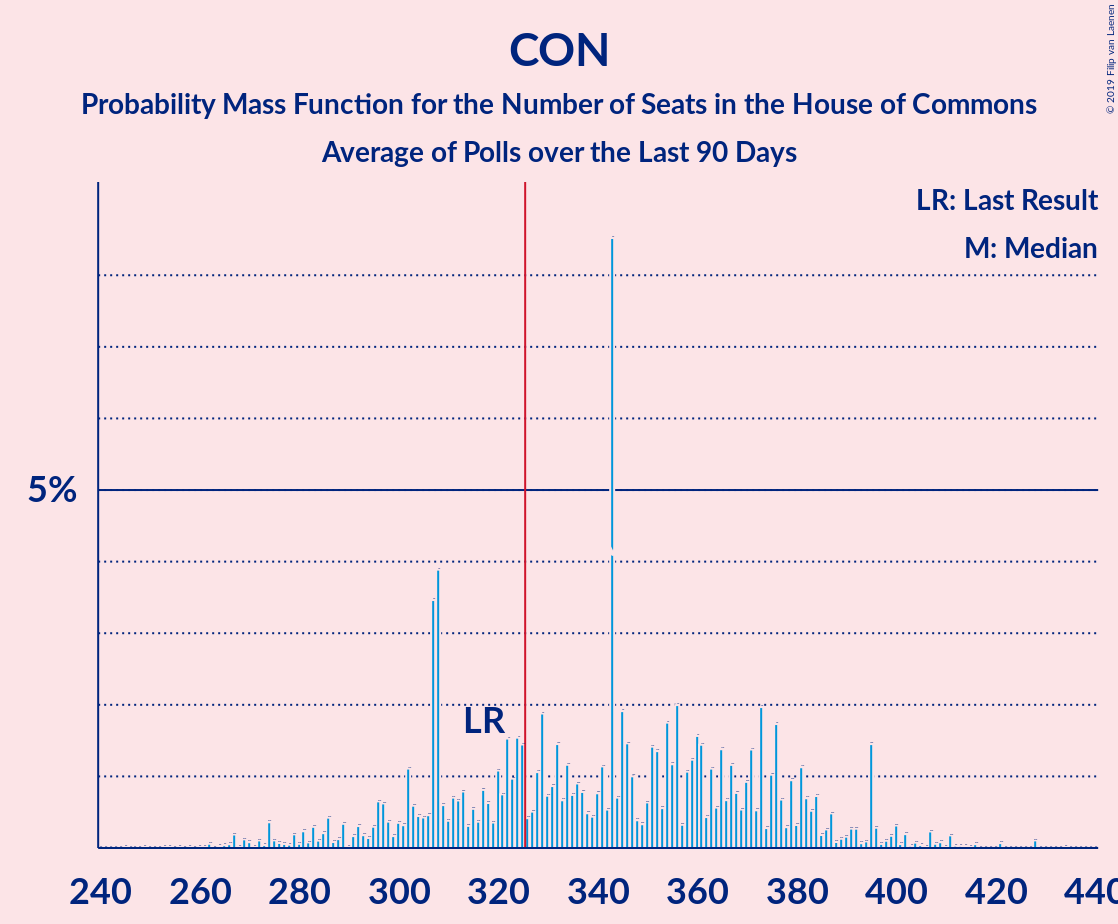 CON
Probability Mass Function for the Number of Seats in the House of Commons
Average of Polls over the Last 90 Days
© 2019 Filip van Laenen
LR: Last Result
M: Median
5%
LR
240 260 280 300 320 340 360 380 400 420 440